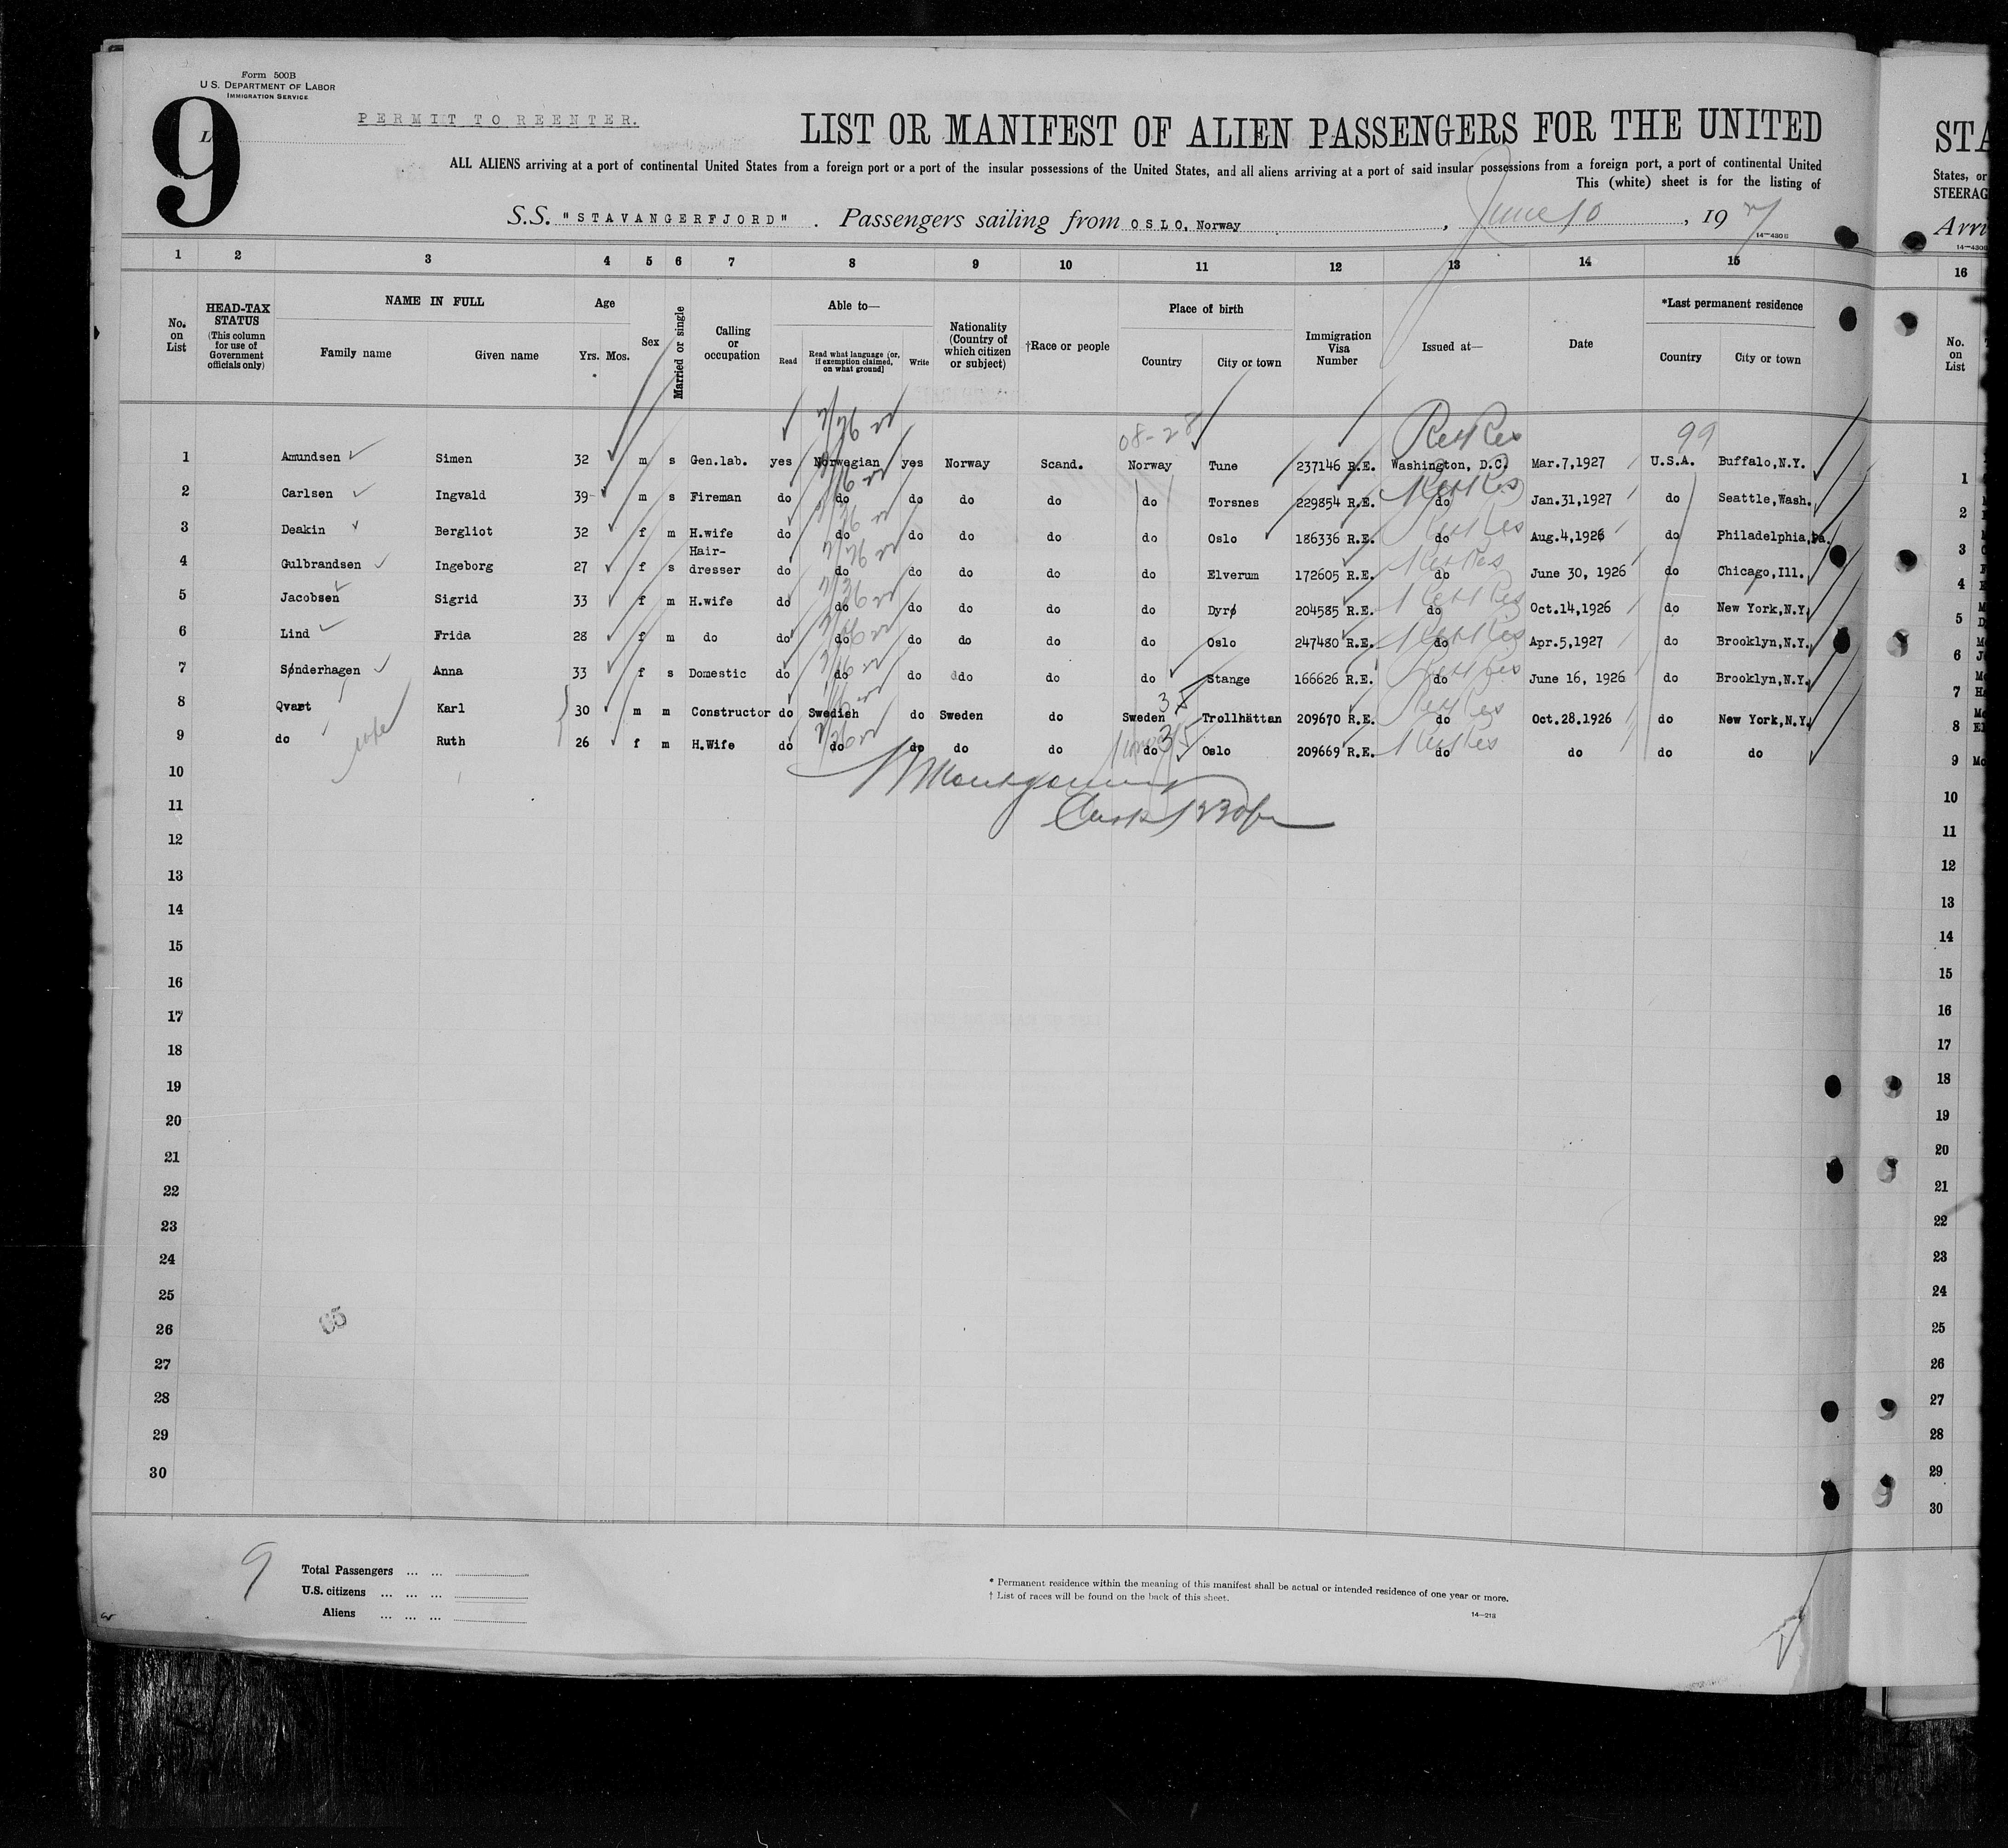 Form 500B
U.S. DEPARTMENT OF LABOR
IMMIGRATION SERVICE
9
L
PERMIT TO REENTER.
LIST OR MANIFEST OF ALIEN PASSENGERS FOR THE UNITED
STA
ALL ALIENS arriving at a port of continental United States from a foreign port or a port of the insular possessions of the United States, and all aliens arriving at a port of said insular possessions from a foreign port, a port of continental United
States, or
This (white) sheet is for the listing of
STEERAG
S.S. "STAVANGERFJORD". Passengers sailing from OSLO, Norway, June 10, 1927
Arri
14—430B
1 2 3 4 5 6 7 8 9 10 11 12 13 14 15 16
No. on List
HEAD-TAX STATUS (This column for use of Government officials only)
NAME IN FULL
Family name Given name
Age
Yrs. Mos.
Sex
Married or single
Calling or occupation
Able to—
Read Read what language [or, if exemption claimed, on what ground] Write
Nationality (Country of which citizen or subject)
†Race or people
Place of birth
Country City or town
Immigration Visa Number
Issued at—
Date
*Last permanent residence
Country City or town
No. on List
08-28 99
1 Amundsen Simen 32 m s Gen.lab. yes Norwegian yes Norway Scand. Norway Tune 237146 R.E. Washington, D.C. Mar.7,1927 U.S.A. Buffalo,N.Y.
2 Carlsen Ingvald 39 m s Fireman do do do do do do Torsnes 229854 R.E. do Jan.31,1927 do Seattle,Wash.
3 Deakin Bergliot 32 f m H.wife do do do do do do Oslo 186336 R.E. do Aug.4,1926 do Philadelphia,Pa.
4 Gulbrandsen Ingeborg 27 f s Hair-dresser do do do do do do Elverum 172605 R.E. do June 30, 1926 do Chicago,Ill.
5 Jacobsen Sigrid 33 f m H.wife do do do do do do Dyrø 204585 R.E. do Oct.14,1926 do New York,N.Y.
6 Lind Frida 28 f m do do do do do do do Oslo 247480 R.E. do Apr.5,1927 do Brooklyn,N.Y.
7 Sønderhagen Anna 33 f s Domestic do do do do do do Stange 166626 R.E. do June 16, 1926 do Brooklyn,N.Y.
8 Qvart Karl 30 m m Constructor do Swedish do Sweden do Sweden Trollhättan 209670 R.E. do Oct.28.1926 do New York,N.Y.
9 do Ruth 26 f m H.Wife do do do do do do Oslo 209669 R.E. do do do do
10
11
12
13
14
15
16
17
18
19
20
21
22
23
24
25
26
27
28
29
30
9
Total Passengers ... ...
U.S. citizens ... ... ...
Aliens ... ... ...
* Permanent residence within the meaning of this manifest shall be actual or intended residence of one year or more.
† List of races will be found on the back of this sheet.
14—218